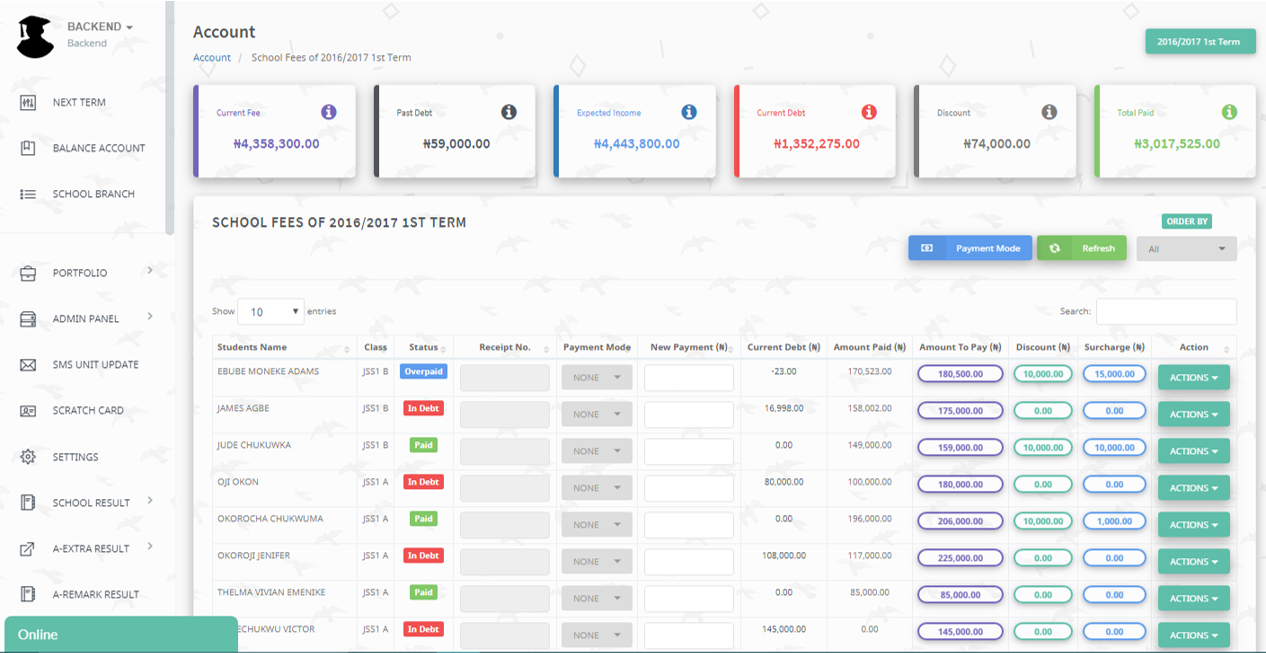 BACKEND
Backend
NEXT TERM
BALANCE ACCOUNT
SCHOOL BRANCH
PORTFOLIO
ADMIN PANEL
SMS UNIT UPDATE
SCRATCH CARD
SETTINGS
SCHOOL RESULT
A-EXTRA RESULT
A-REMARK RESULT
Online
Account
Account / School Fees of 2016/2017 1st Term
2016/2017 1st Term
Current Fee
₦4,358,300.00
Past Debt
₦59,000.00
Expected Income
₦4,443,800.00
Current Debt
₦1,352,275.00
Discount
₦74,000.00
Total Paid
₦3,017,525.00
SCHOOL FEES OF 2016/2017 1ST TERM
ORDER BY
Payment Mode Refresh All
Show 10 entries Search:
Students Name Class Status Receipt No. Payment Mode New Payment (₦) Current Debt (₦) Amount Paid (₦) Amount To Pay (₦) Discount (₦) Surcharge (₦) Action
EBUBE MONEKE ADAMS JSS1 B Overpaid NONE -23.00 170,523.00 180,500.00 10,000.00 15,000.00 ACTIONS
JAMES AGBE JSS1 B In Debt NONE 16,998.00 158,002.00 175,000.00 0.00 0.00 ACTIONS
JUDE CHUKUWKA JSS1 B Paid NONE 0.00 149,000.00 159,000.00 10,000.00 10,000.00 ACTIONS
OJI OKON JSS1 A In Debt NONE 80,000.00 100,000.00 180,000.00 0.00 0.00 ACTIONS
OKOROCHA CHUKWUMA JSS1 A Paid NONE 0.00 196,000.00 206,000.00 10,000.00 1,000.00 ACTIONS
OKOROJI JENIFER JSS1 A In Debt NONE 108,000.00 117,000.00 225,000.00 0.00 0.00 ACTIONS
THELMA VIVIAN EMENIKE JSS1 A Paid NONE 0.00 85,000.00 85,000.00 0.00 0.00 ACTIONS
VICTOR JSS1 A In Debt NONE 145,000.00 0.00 145,000.00 0.00 0.00 ACTIONS